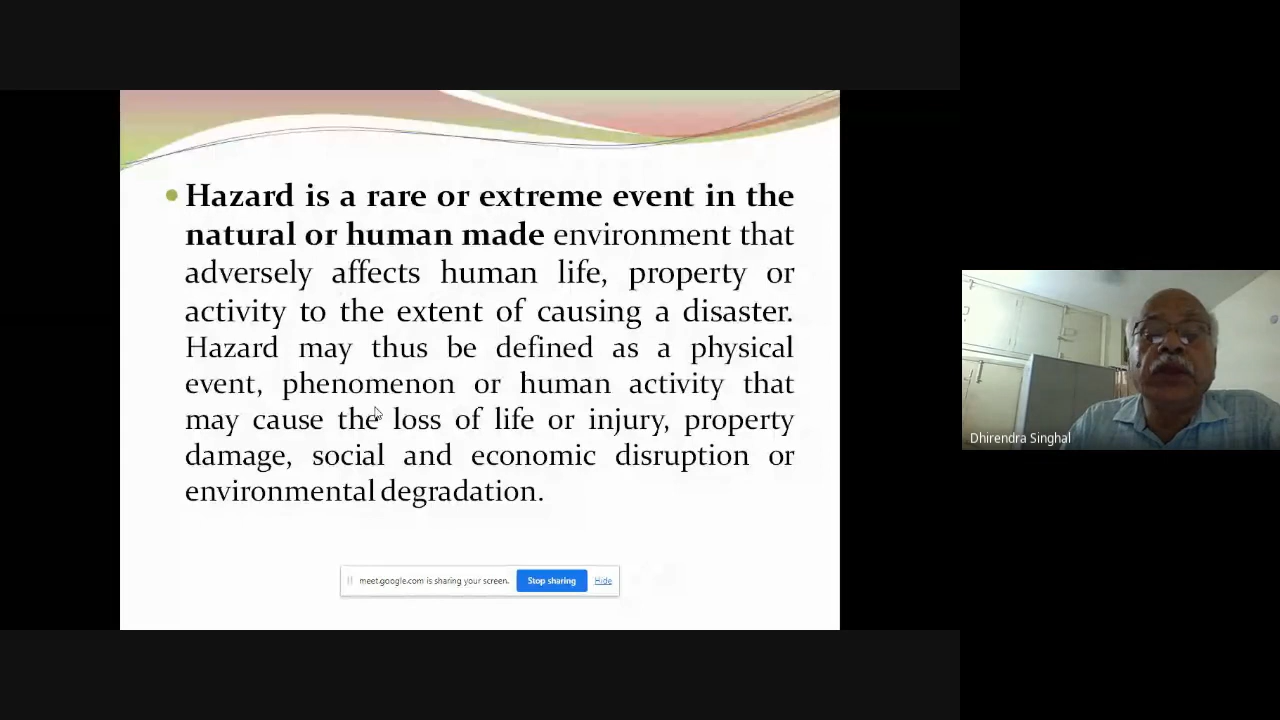 Hazard is a rare or extreme event in the
natural or human made environment that
adversely affects human life, property or
activity to the extent of causing a disaster.
Hazard may thus be defined as a physical
event, phenomenon or human activity that
may cause the loss of life or injury, property
damage, social and economic disruption or
environmental degradation.
meet.google.com is sharing your screen. Stop sharing Hide
Dhirendra Singhal